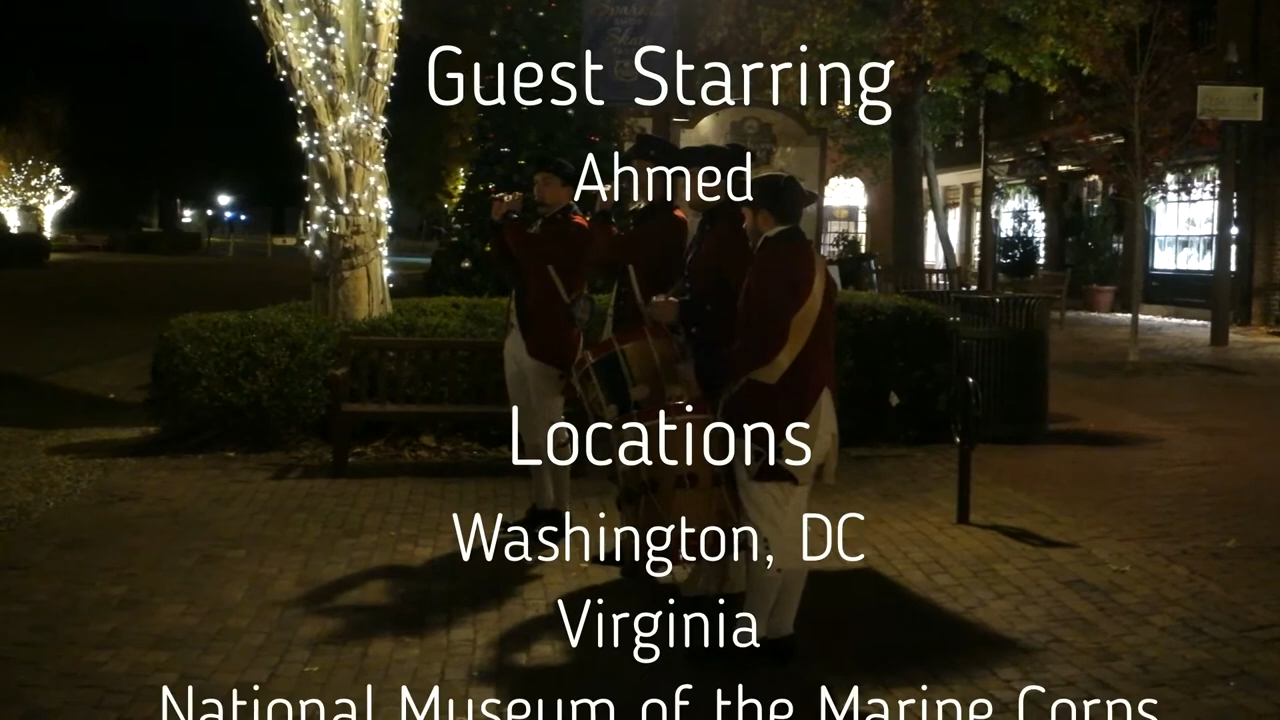 Guest Starring
Ahmed
Locations
Washington, DC
Virginia
National Museum of the Marine Corps